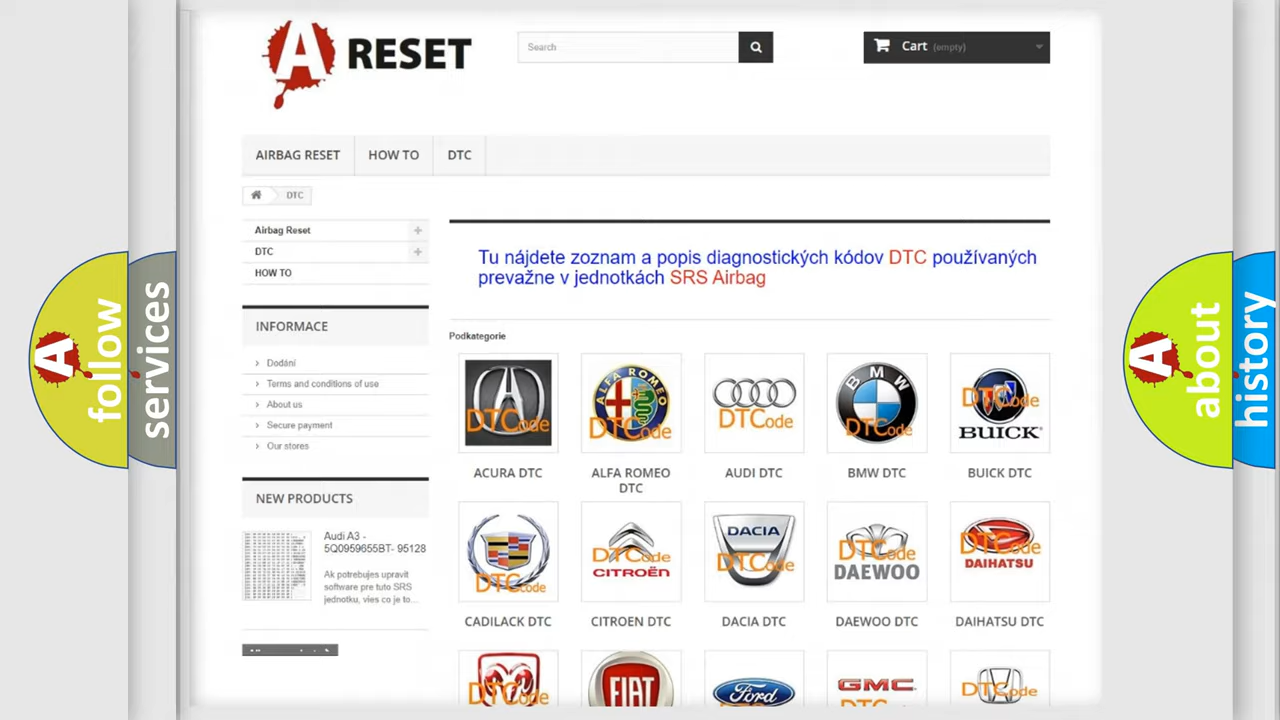 A RESET
Search
Cart (empty)
AIRBAG RESET
HOW TO
DTC
DTC
Airbag Reset
DTC
HOW TO
Tu nájdete zoznam a popis diagnostických kódov DTC používaných
prevažne v jednotkách SRS Airbag
INFORMACE
Dodání
Terms and conditions of use
About us
Secure payment
Our stores
NEW PRODUCTS
Audi A3 -
5Q0959655BT- 95128
Ak potrebujes upravit
software pre tuto SRS
jednotku, vies co je to...
Podkategorie
DTCode
ALFA ROMEO
DTCode
DTCode
BMW
DTCode
DTCode
BUICK
ACURA DTC
ALFA ROMEO
DTC
AUDI DTC
BMW DTC
BUICK DTC
DTCode
DTCode
CITROËN
DACIA
DTCode
DTCode
DAEWOO
DTCode
DAIHATSU
CADILACK DTC
CITROEN DTC
DACIA DTC
DAEWOO DTC
DAIHATSU DTC
DTCode
FIAT
Ford
GMC
DTCode
A
follow
services
A
about
history